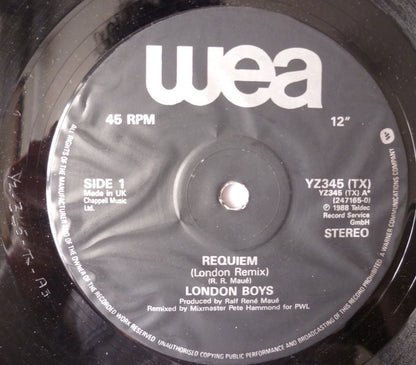 wea
45 RPM
12"
SIDE 1
Made in UK
Chappell Music
Ltd.
YZ345 (TX)
YZ345 (TX) A*
(247165-0)
℗ 1988 Teldec
Record Service
GmbH
STEREO
REQUIEM
(London Remix)
(R. R. Maué)
LONDON BOYS
Produced by Ralf René Maué
Remixed by Mixmaster Pete Hammond for PWL
ALL RIGHTS OF THE MANUFACTURER AND OF THE OWNER OF THE RECORDED WORK RESERVED UNAUTHORISED COPYING PUBLIC PERFORMANCE AND BROADCASTING OF THIS RECORD PROHIBITED A WARNER COMMUNICATIONS COMPANY